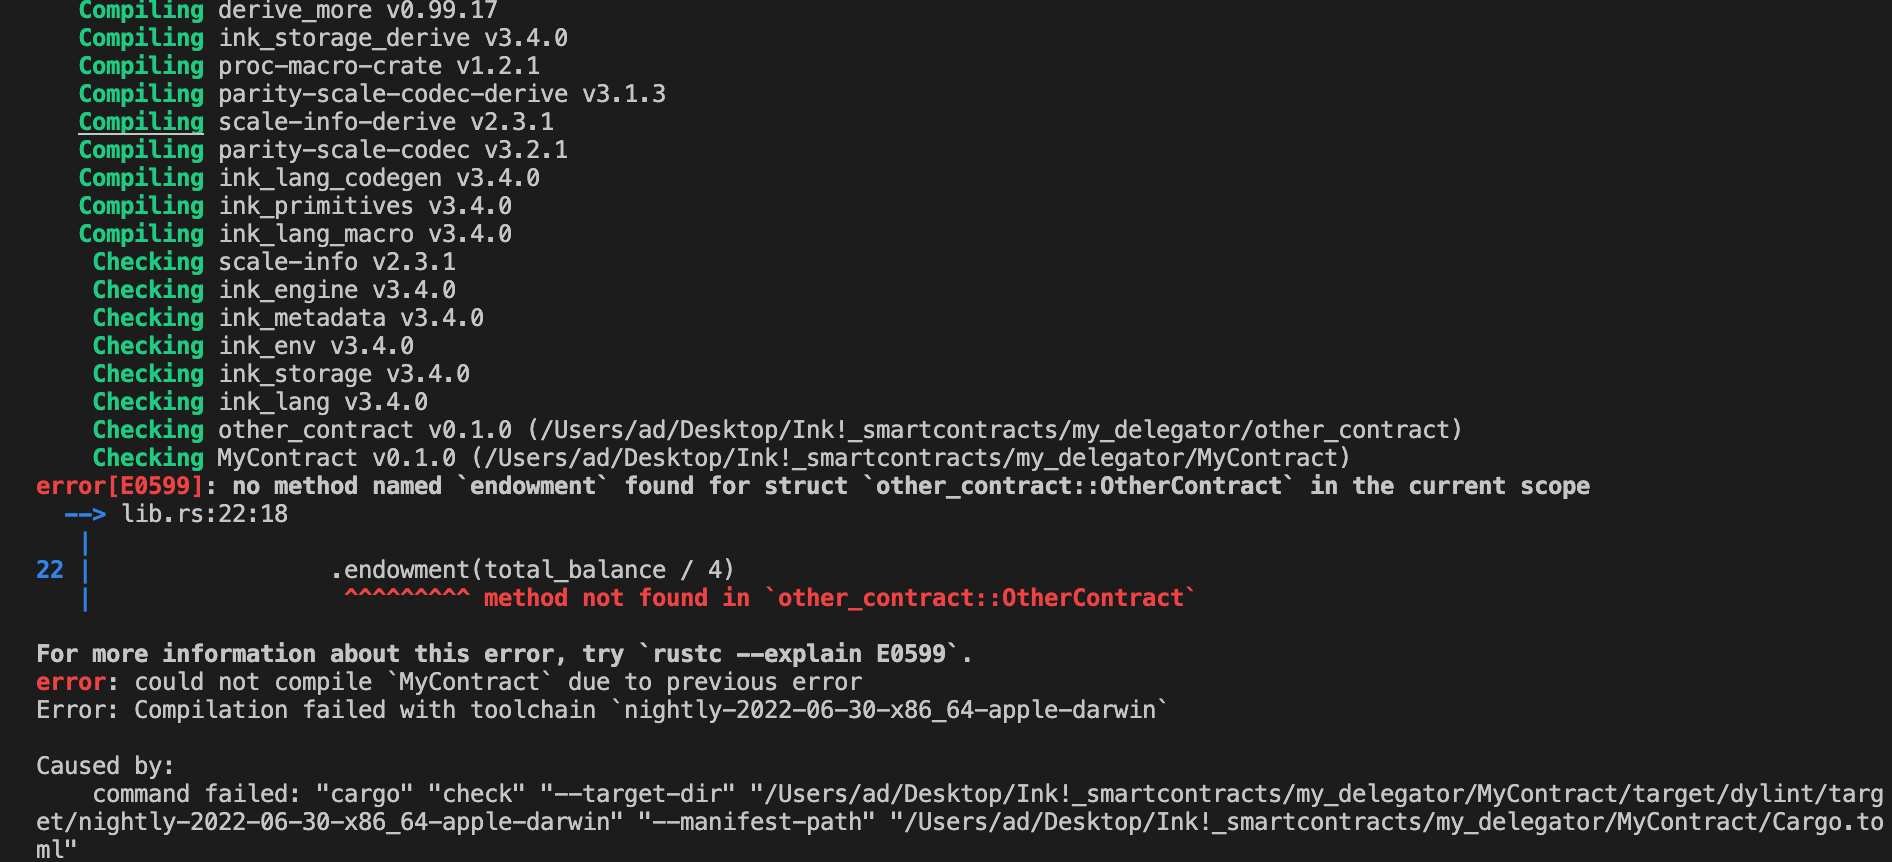 Compiling derive_more v0.99.17
Compiling ink_storage_derive v3.4.0
Compiling proc-macro-crate v1.2.1
Compiling parity-scale-codec-derive v3.1.3
Compiling scale-info-derive v2.3.1
Compiling parity-scale-codec v3.2.1
Compiling ink_lang_codegen v3.4.0
Compiling ink_primitives v3.4.0
Compiling ink_lang_macro v3.4.0
Checking scale-info v2.3.1
Checking ink_engine v3.4.0
Checking ink_metadata v3.4.0
Checking ink_env v3.4.0
Checking ink_storage v3.4.0
Checking ink_lang v3.4.0
Checking other_contract v0.1.0 (/Users/ad/Desktop/Ink!_smartcontracts/my_delegator/other_contract)
Checking MyContract v0.1.0 (/Users/ad/Desktop/Ink!_smartcontracts/my_delegator/MyContract)
error[E0599]: no method named `endowment` found for struct `other_contract::OtherContract` in the current scope
--> lib.rs:22:18
|
22 | .endowment(total_balance / 4)
| ^^^^^^^^^ method not found in `other_contract::OtherContract`
For more information about this error, try `rustc --explain E0599`.
error: could not compile `MyContract` due to previous error
Error: Compilation failed with toolchain `nightly-2022-06-30-x86_64-apple-darwin`
Caused by:
command failed: "cargo" "check" "--target-dir" "/Users/ad/Desktop/Ink!_smartcontracts/my_delegator/MyContract/target/dylint/targ
et/nightly-2022-06-30-x86_64-apple-darwin" "--manifest-path" "/Users/ad/Desktop/Ink!_smartcontracts/my_delegator/MyContract/Cargo.to
ml"